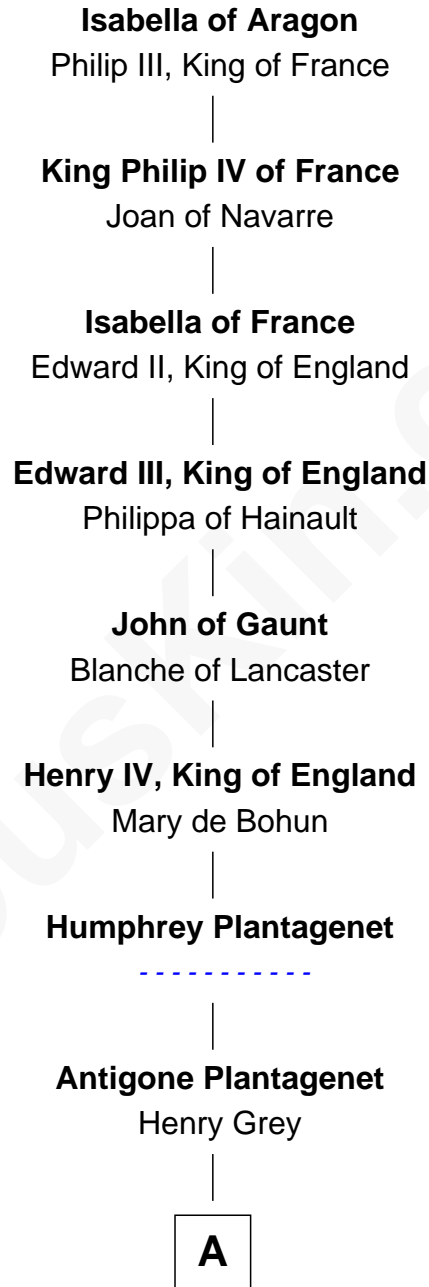 Isabella of Aragon
Philip III, King of France
King Philip IV of France
Joan of Navarre
Isabella of France
Edward II, King of England
Edward III, King of England
Philippa of Hainault
John of Gaunt
Blanche of Lancaster
Henry IV, King of England
Mary de Bohun
Humphrey Plantagenet
- - - - - - - - - - -
Antigone Plantagenet
Henry Grey
A